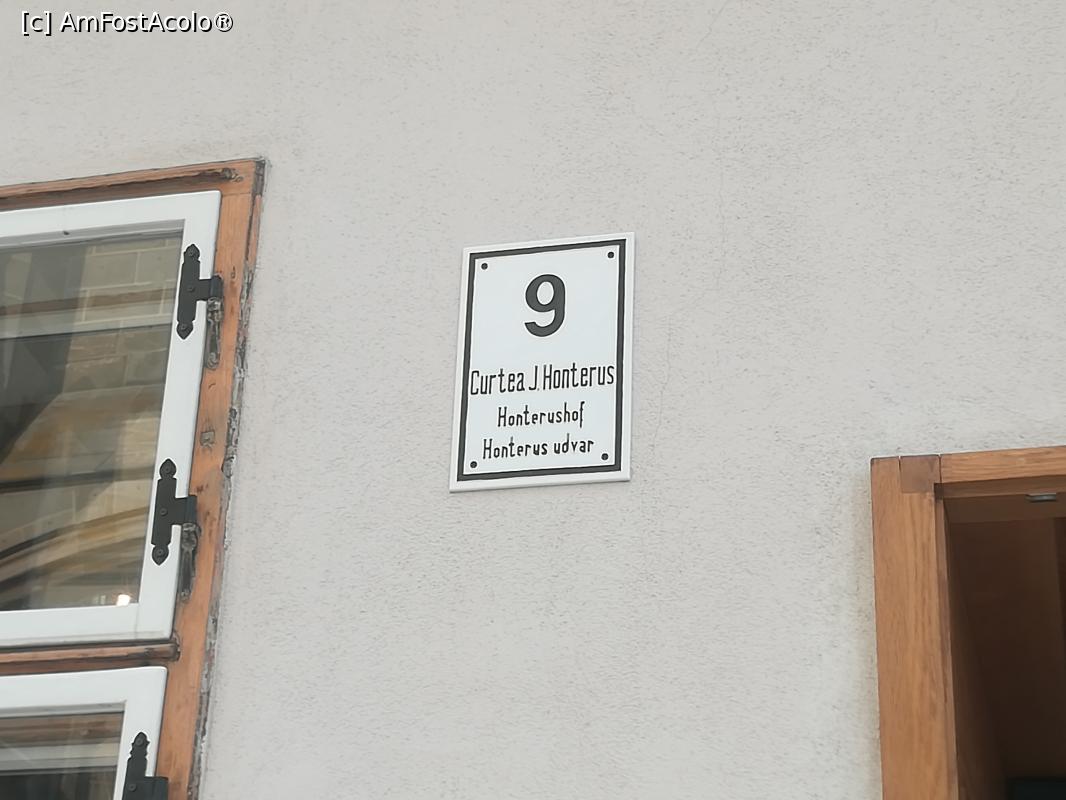 [c] AmFostAcolo®
9
Curtea J. Honterus
Honterushof
Honterus udvar